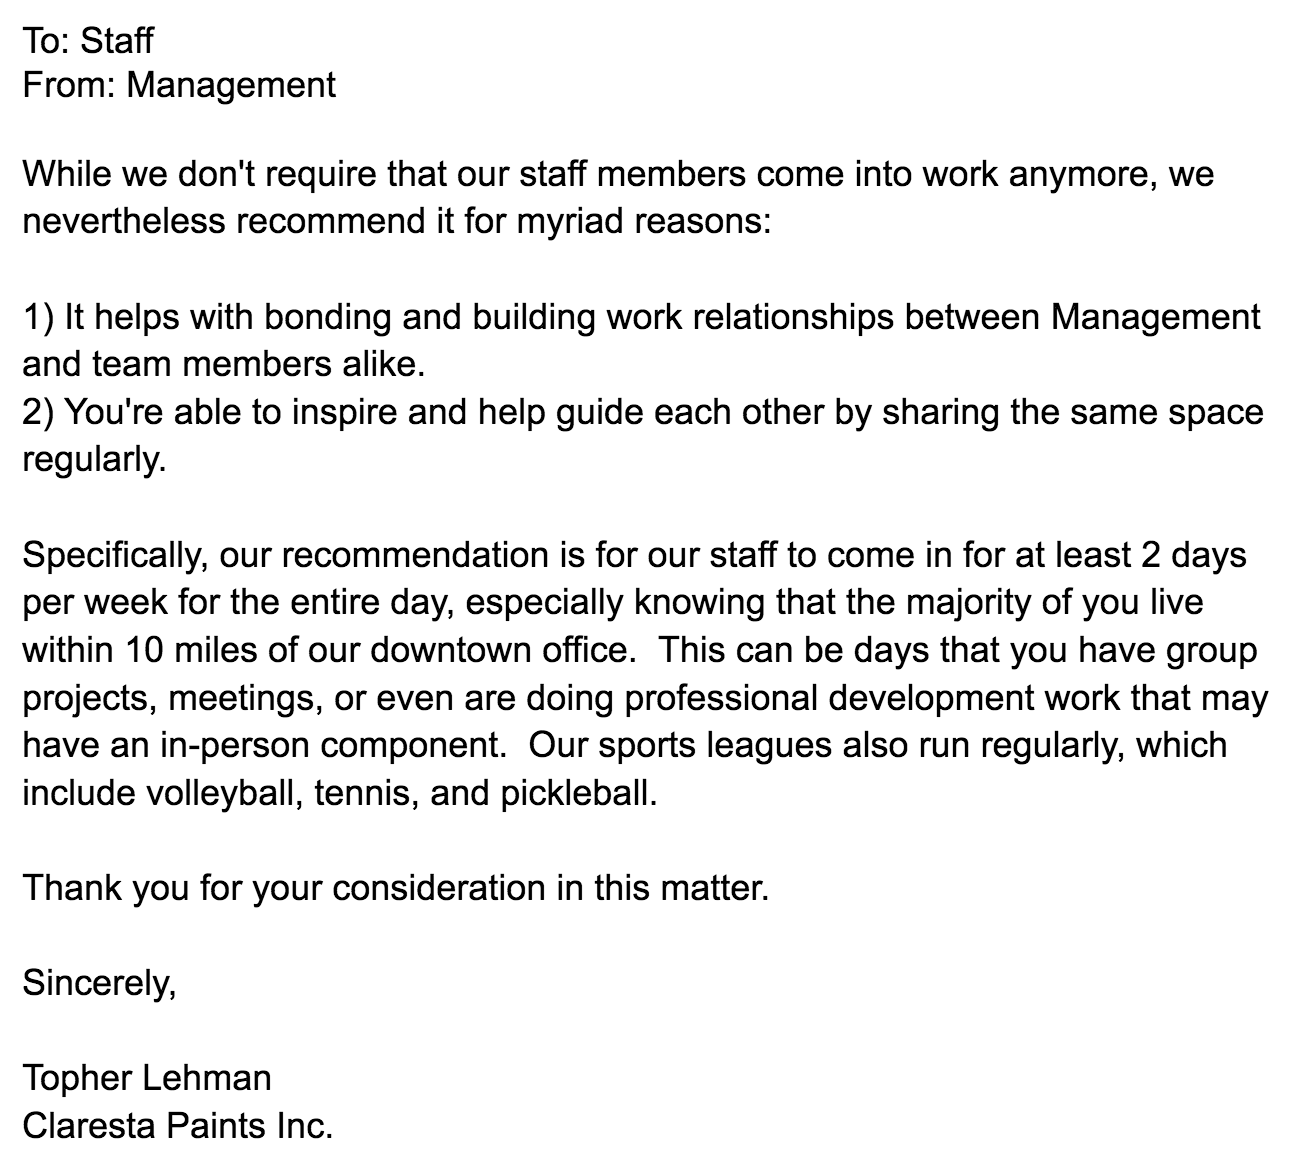 To: Staff
From: Management
While we don't require that our staff members come into work anymore, we
nevertheless recommend it for myriad reasons:
1) It helps with bonding and building work relationships between Management
and team members alike.
2) You're able to inspire and help guide each other by sharing the same space
regularly.
Specifically, our recommendation is for our staff to come in for at least 2 days
per week for the entire day, especially knowing that the majority of you live
within 10 miles of our downtown office.  This can be days that you have group
projects, meetings, or even are doing professional development work that may
have an in-person component.  Our sports leagues also run regularly, which
include volleyball, tennis, and pickleball.
Thank you for your consideration in this matter.
Sincerely,
Topher Lehman
Claresta Paints Inc.